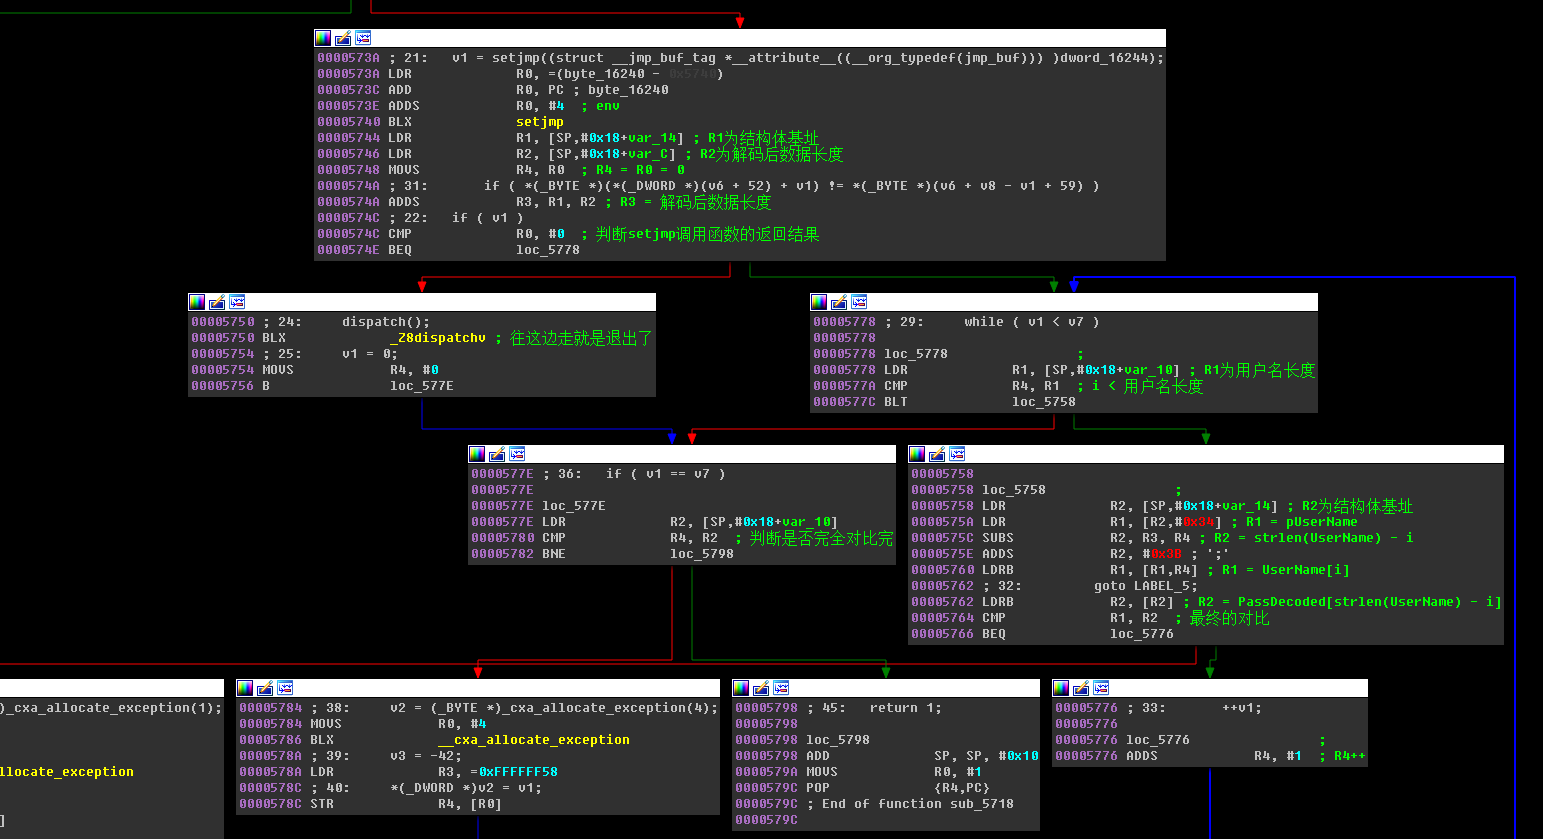 0000573A ; 21:   v1 = setjmp((struct __jmp_buf_tag *__attribute__((__org_typedef(jmp_buf))) )dword_16244);
0000573A LDR             R0, =(byte_16240 - 0x5740)
0000573C ADD             R0, PC ; byte_16240
0000573E ADDS            R0, #4  ; env
00005740 BLX             setjmp
00005744 LDR             R1, [SP,#0x18+var_14] ; R1为结构体基址
00005746 LDR             R2, [SP,#0x18+var_C] ; R2为解码后数据长度
00005748 MOVS            R4, R0  ; R4 = R0 = 0
0000574A ; 31:       if ( *(_BYTE *)(*(_DWORD *)(v6 + 52) + v1) != *(_BYTE *)(v6 + v8 - v1 + 59) )
0000574A ADDS            R3, R1, R2 ; R3 = 解码后数据长度
0000574C ; 22:   if ( v1 )
0000574C CMP             R0, #0  ; 判断setjmp调用函数的返回结果
0000574E BEQ             loc_5778
00005750 ; 24:     dispatch();
00005750 BLX             _Z8dispatchv ; 往这边走就是退出了
00005754 ; 25:     v1 = 0;
00005754 MOVS            R4, #0
00005756 B               loc_577E
00005778 ; 29:     while ( v1 < v7 )
00005778
00005778 loc_5778                ;
00005778 LDR             R1, [SP,#0x18+var_10] ; R1为用户名长度
0000577A CMP             R4, R1  ; i < 用户名长度
0000577C BLT             loc_5758
0000577E ; 36:   if ( v1 == v7 )
0000577E
0000577E loc_577E
0000577E LDR             R2, [SP,#0x18+var_10]
00005780 CMP             R4, R2  ; 判断是否完全对比完
00005782 BNE             loc_5798
00005758
00005758 loc_5758                ;
00005758 LDR             R2, [SP,#0x18+var_14] ; R2为结构体基址
0000575A LDR             R1, [R2,#0x34] ; R1 = pUserName
0000575C SUBS            R2, R3, R4 ; R2 = strlen(UserName) - i
0000575E ADDS            R2, #0x3B ; ';'
00005760 LDRB            R1, [R1,R4] ; R1 = UserName[i]
00005762 ; 32:         goto LABEL_5;
00005762 LDRB            R2, [R2] ; R2 = PassDecoded[strlen(UserName) - i]
00005764 CMP             R1, R2  ; 最终的对比
00005766 BEQ             loc_5776
)_cxa_allocate_exception(1);
llocate_exception
]
00005784 ; 38:     v2 = (_BYTE *)_cxa_allocate_exception(4);
00005784 MOVS            R0, #4
00005786 BLX             __cxa_allocate_exception
0000578A ; 39:     v3 = -42;
0000578A LDR             R3, =0xFFFFFF58
0000578C ; 40:     *(_DWORD *)v2 = v1;
0000578C STR             R4, [R0]
00005798 ; 45:   return 1;
00005798
00005798 loc_5798
00005798 ADD             SP, SP, #0x10
0000579A MOVS            R0, #1
0000579C POP             {R4,PC}
0000579C ; End of function sub_5718
0000579C
00005776 ; 33:       ++v1;
00005776
00005776 loc_5776                ;
00005776 ADDS            R4, #1  ; R4++